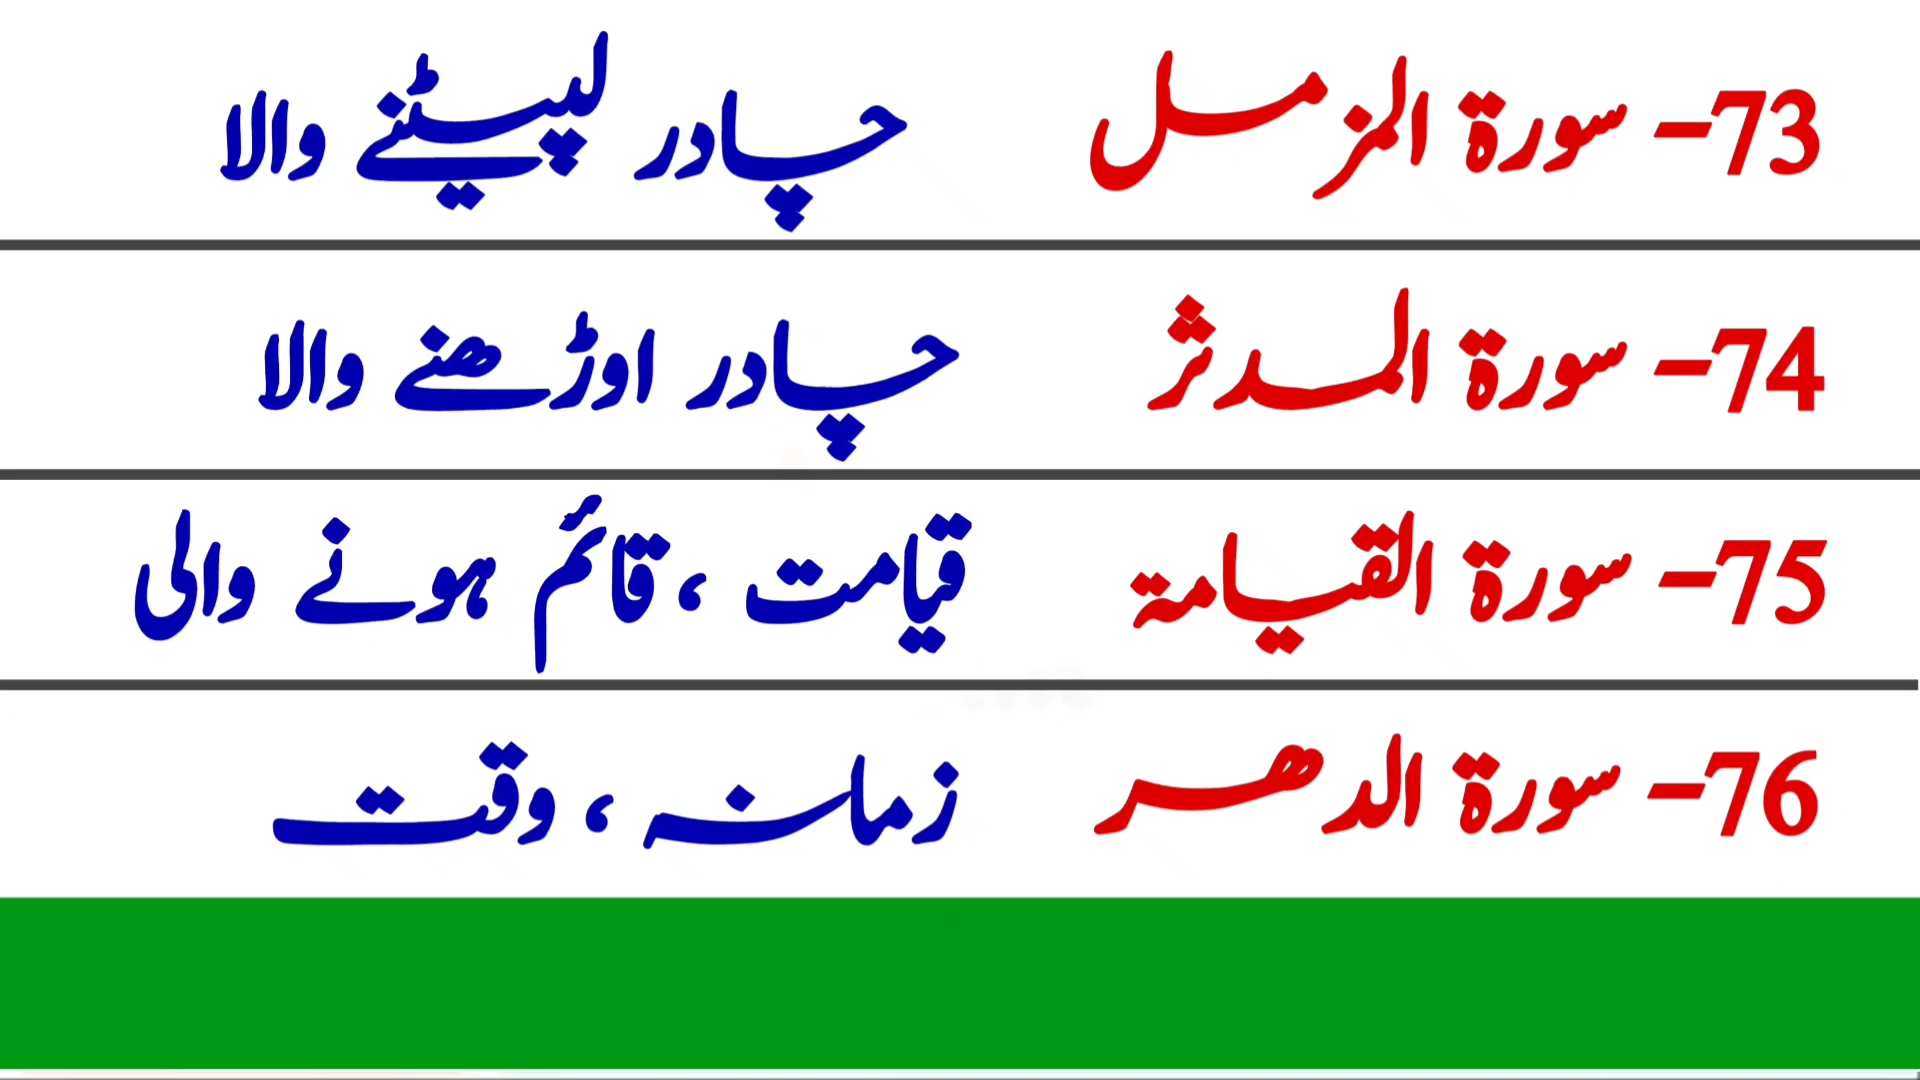 73- سورۃ المزمل چادر لپیٹنے والا
74- سورۃ المدثر چادر اوڑھنے والا
75- سورۃ القیامۃ قیامت ، قائم ہونے والی
76- سورۃ الدھر زمانہ ، وقت